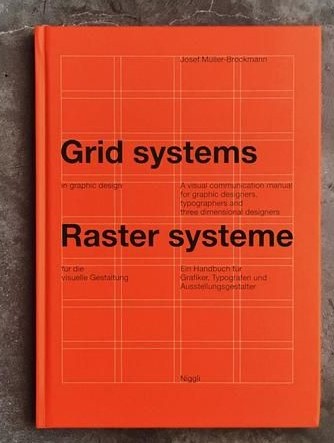 Josef Müller-Brockmann
Grid systems
in graphic design
A visual communication manual
for graphic designers,
typographers and
three dimensional designers
Raster systeme
für die
visuelle Gestaltung
Ein Handbuch für
Grafiker, Typografen und
Ausstellungsgestalter
Niggli